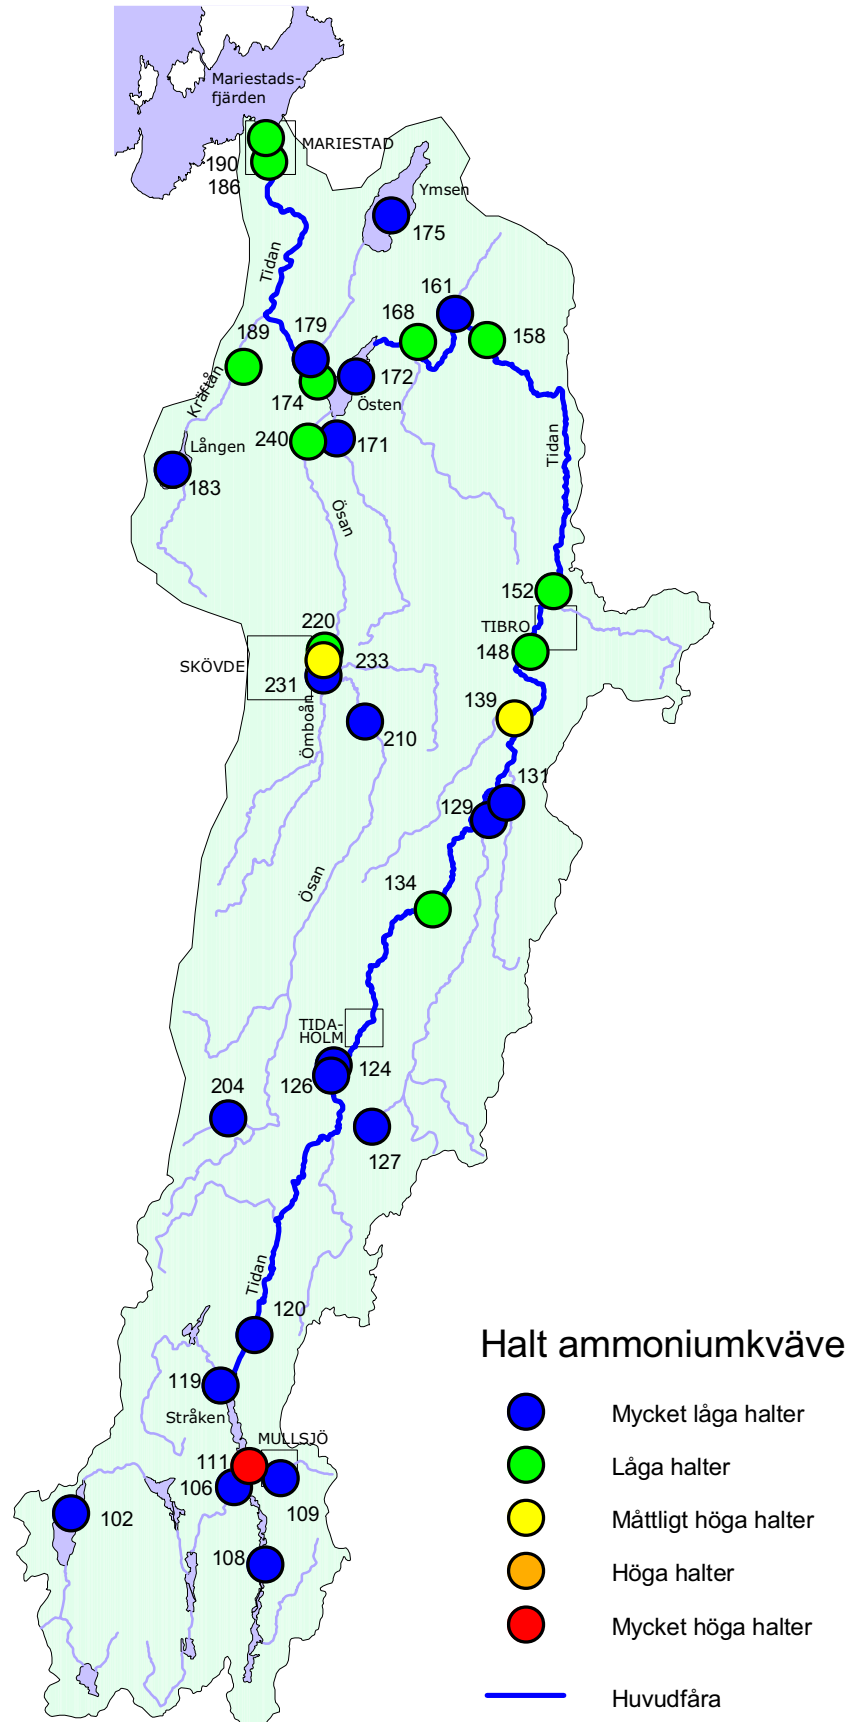 Mariestads-
fjärden
MARIESTAD
190
186
Ymsen
175
Tidan
161
168
158
179
189
172
174
Östen
Kräftån
240
171
Lången
183
Tidan
Ösan
152
220
TIBRO
233
148
SKÖVDE
231
139
Ömboån
210
131
129
134
Ösan
TIDA-
HOLM
124
126
204
127
Tidan
120
119
Stråken
MULLSJÖ
111
106
109
102
108
Halt ammoniumkväve
Mycket låga halter
Låga halter
Måttligt höga halter
Höga halter
Mycket höga halter
Huvudfåra